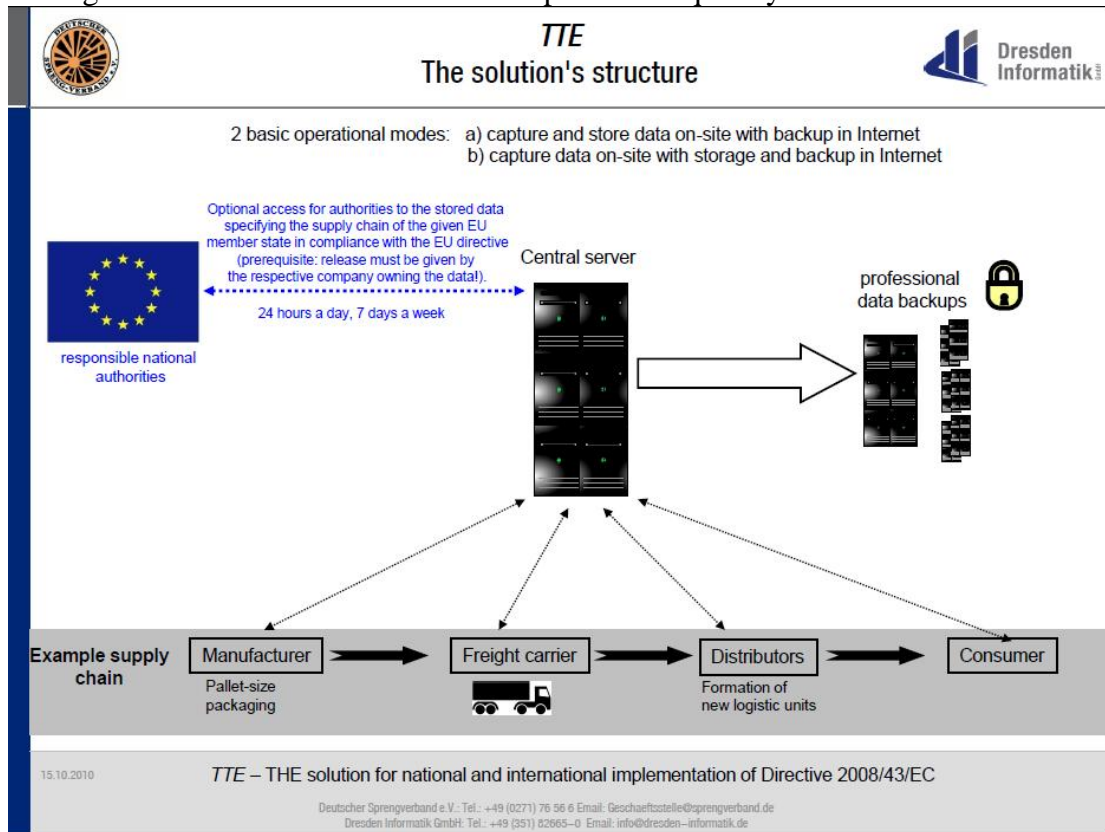 TTE
The solution's structure
DEUTSCHER
SPRENG-VERBAND e.V.
Dresden
Informatik GmbH
2 basic operational modes: a) capture and store data on-site with backup in Internet
b) capture data on-site with storage and backup in Internet
Optional access for authorities to the stored data
specifying the supply chain of the given EU
member state in compliance with the EU directive
(prerequisite: release must be given by
the respective company owning the data!).
24 hours a day, 7 days a week
responsible national
authorities
Central server
professional
data backups
Example supply
chain
Manufacturer
Freight carrier
Distributors
Consumer
Pallet-size
packaging
Formation of
new logistic units
15.10.2010
TTE – THE solution for national and international implementation of Directive 2008/43/EC
Deutscher Sprengverband e.V.: Tel.: +49 (0271) 76 56 6 Email: Geschaeftsstelle@sprengverband.de
Dresden Informatik GmbH: Tel.: +49 (351) 82665–0 Email: info@dresden–informatik.de